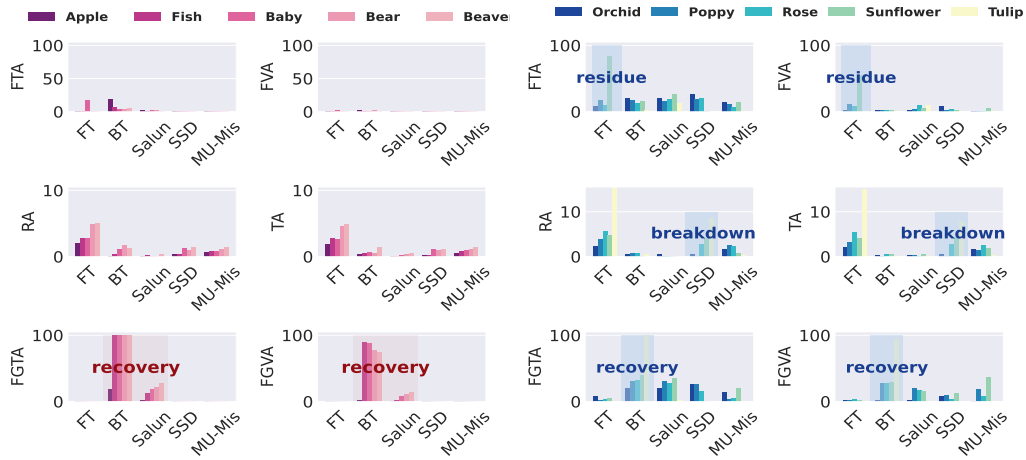 Apple Fish Baby Bear Beave Orchid Poppy Rose Sunflower Tulip
FTA 100 50 0 FT BT Salun SSD MU-Mis
FVA 100 50 0 FT BT Salun SSD MU-Mis
FTA 100 0 residue FT BT Salun SSD MU-Mis
FVA 100 0 residue FT BT Salun SSD MU-Mis
RA 10 0 FT BT Salun SSD MU-Mis
TA 10 0 FT BT Salun SSD MU-Mis
RA 10 0 breakdown FT BT Salun SSD MU-Mis
TA 10 0 breakdown FT BT Salun SSD MU-Mis
FGTA 100 0 recovery FT BT Salun SSD MU-Mis
FGVA 100 0 recovery FT BT Salun SSD MU-Mis
FGTA 100 0 recovery FT BT Salun SSD MU-Mis
FGVA 100 0 recovery FT BT Salun SSD MU-Mis